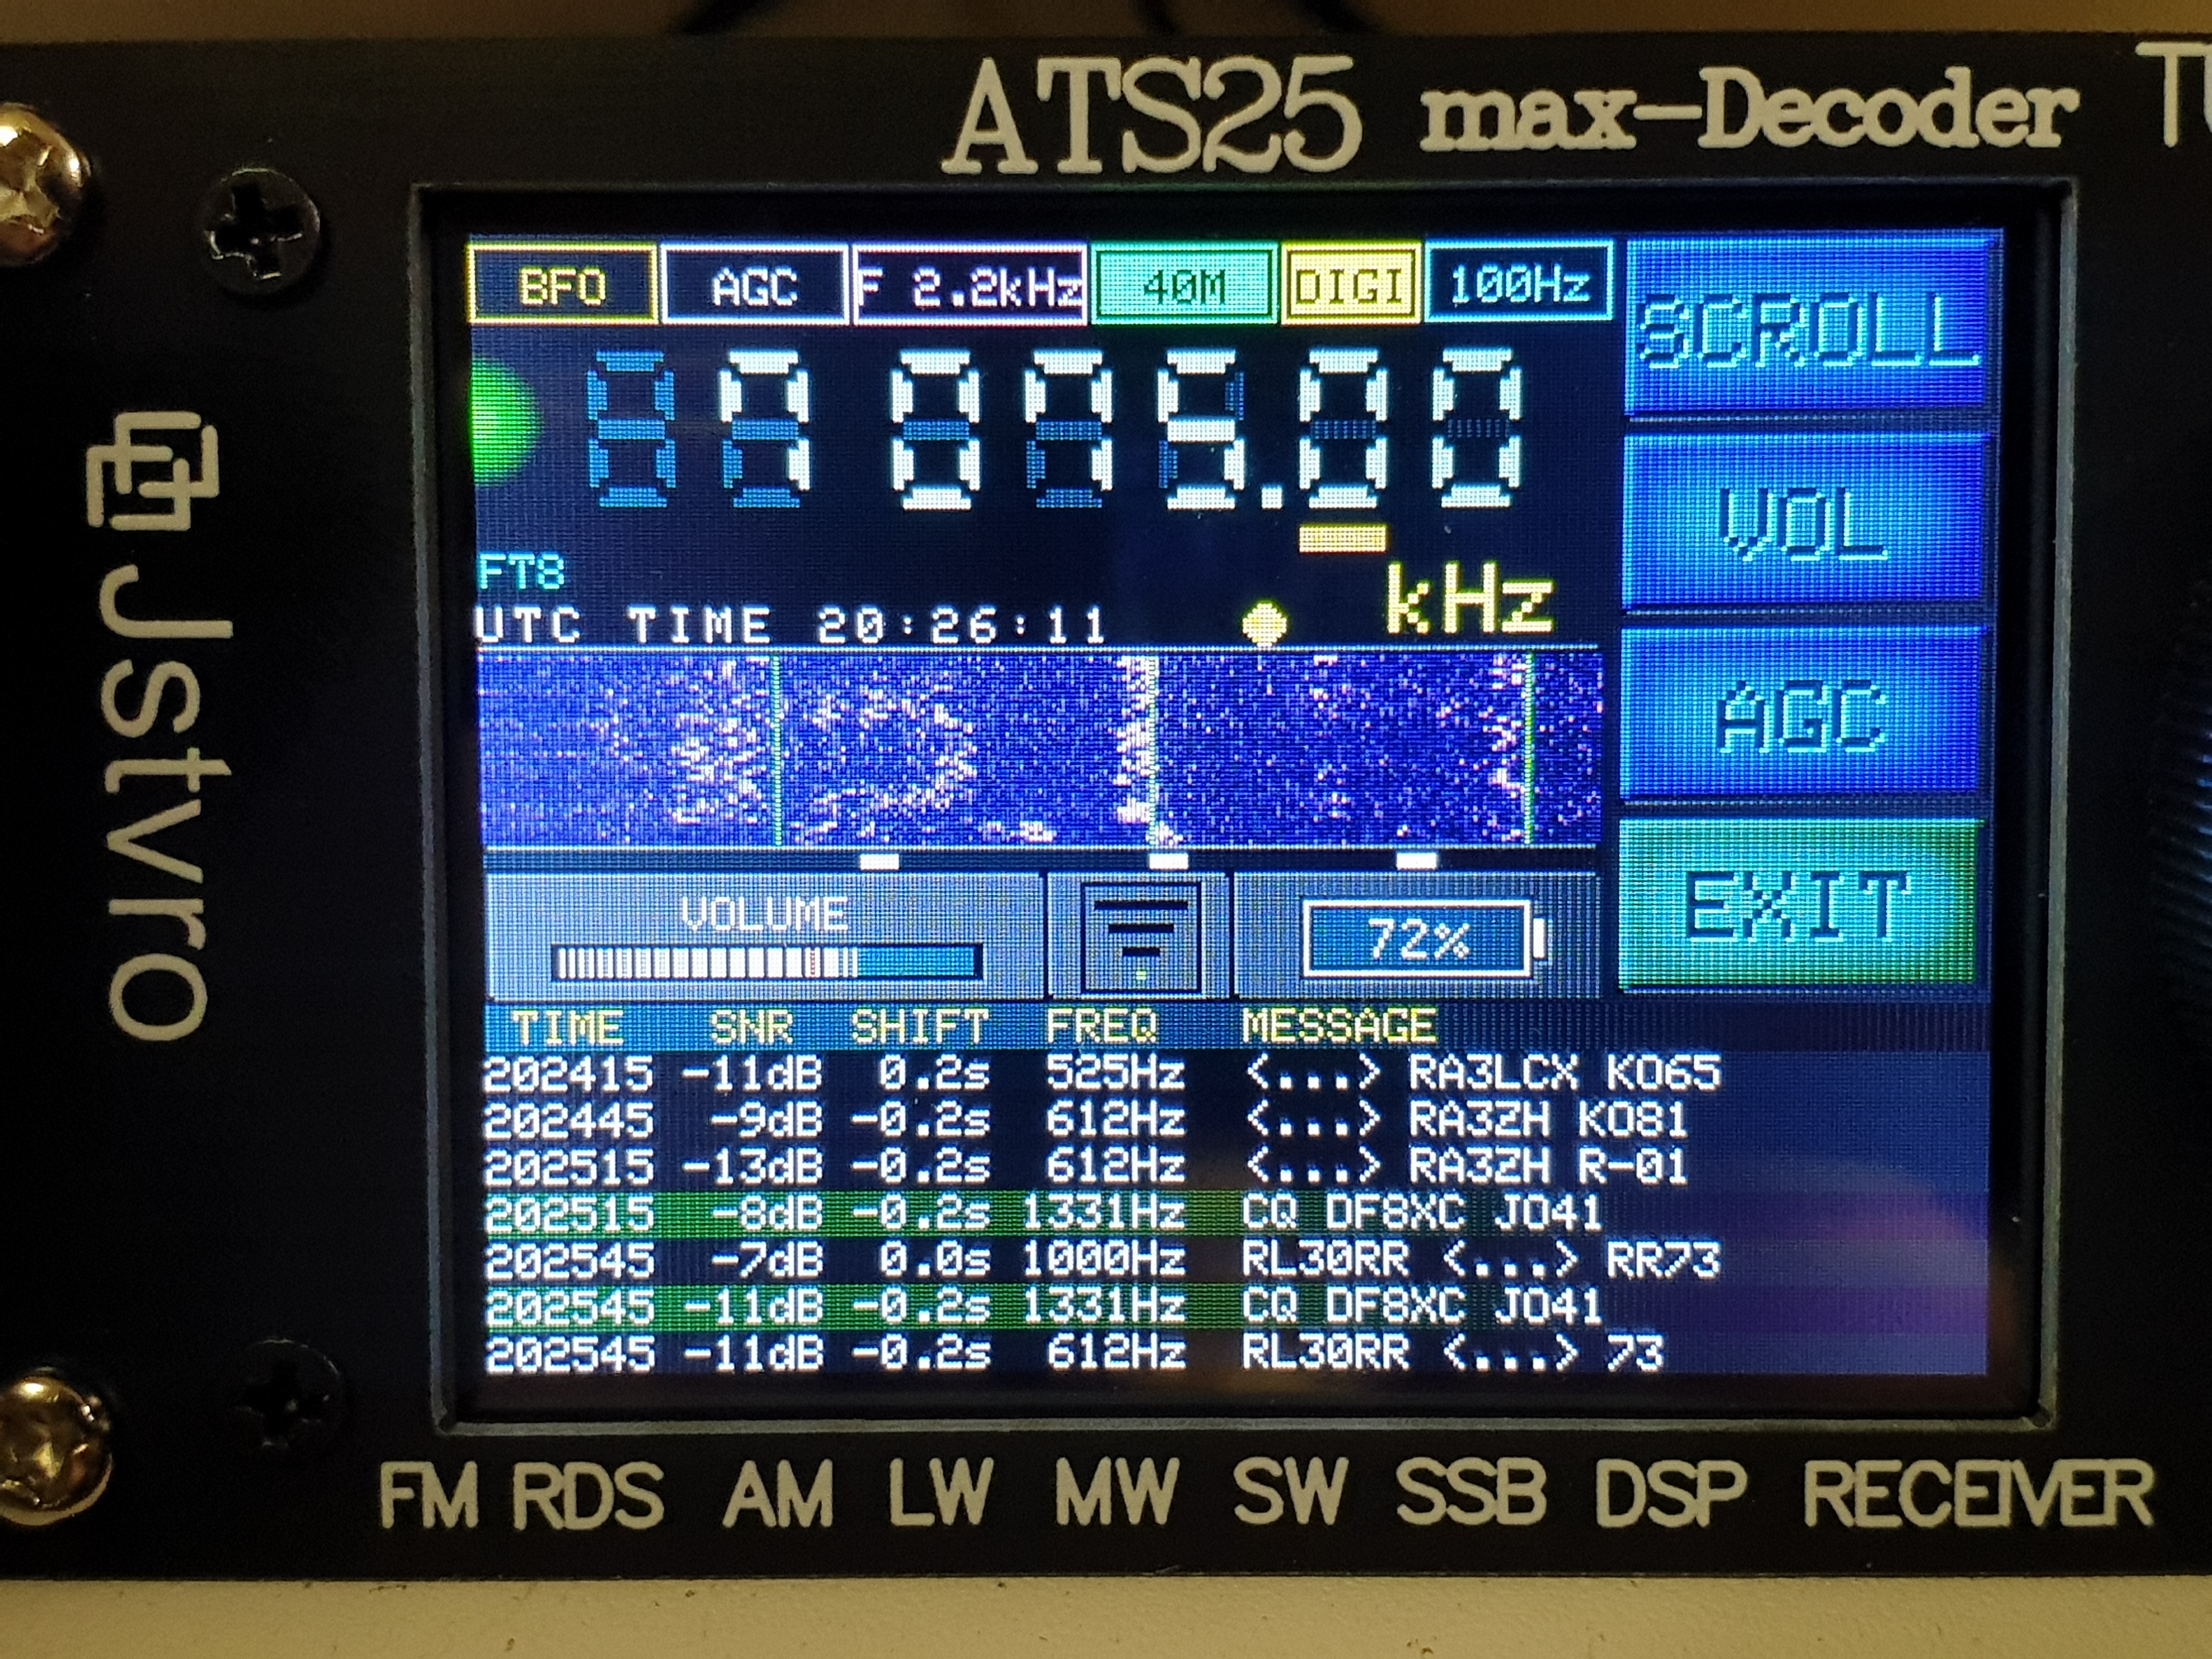 ATS25 max-Decoder
BFO AGC F 2.2kHz 40M DIGI 100Hz SCROLL
7075.00
VOL
FT8
kHz
UTC TIME 20:26:11
AGC
VOLUME 72% EXIT
TIME SNR SHIFT FREQ MESSAGE
202415 -11dB 0.2s 525Hz <...> RA3LCX KO65
202445 -9dB -0.2s 612Hz <...> RA3ZH KO81
202515 -13dB -0.2s 612Hz <...> RA3ZH R-01
202515 -8dB -0.2s 1331Hz CQ DF8XC JO41
202545 -7dB 0.0s 1000Hz RL30RR <...> RR73
202545 -11dB -0.2s 1331Hz CQ DF8XC JO41
202545 -11dB -0.2s 612Hz RL30RR <...> 73
Jstvro
FM RDS AM LW MW SW SSB DSP RECEIVER